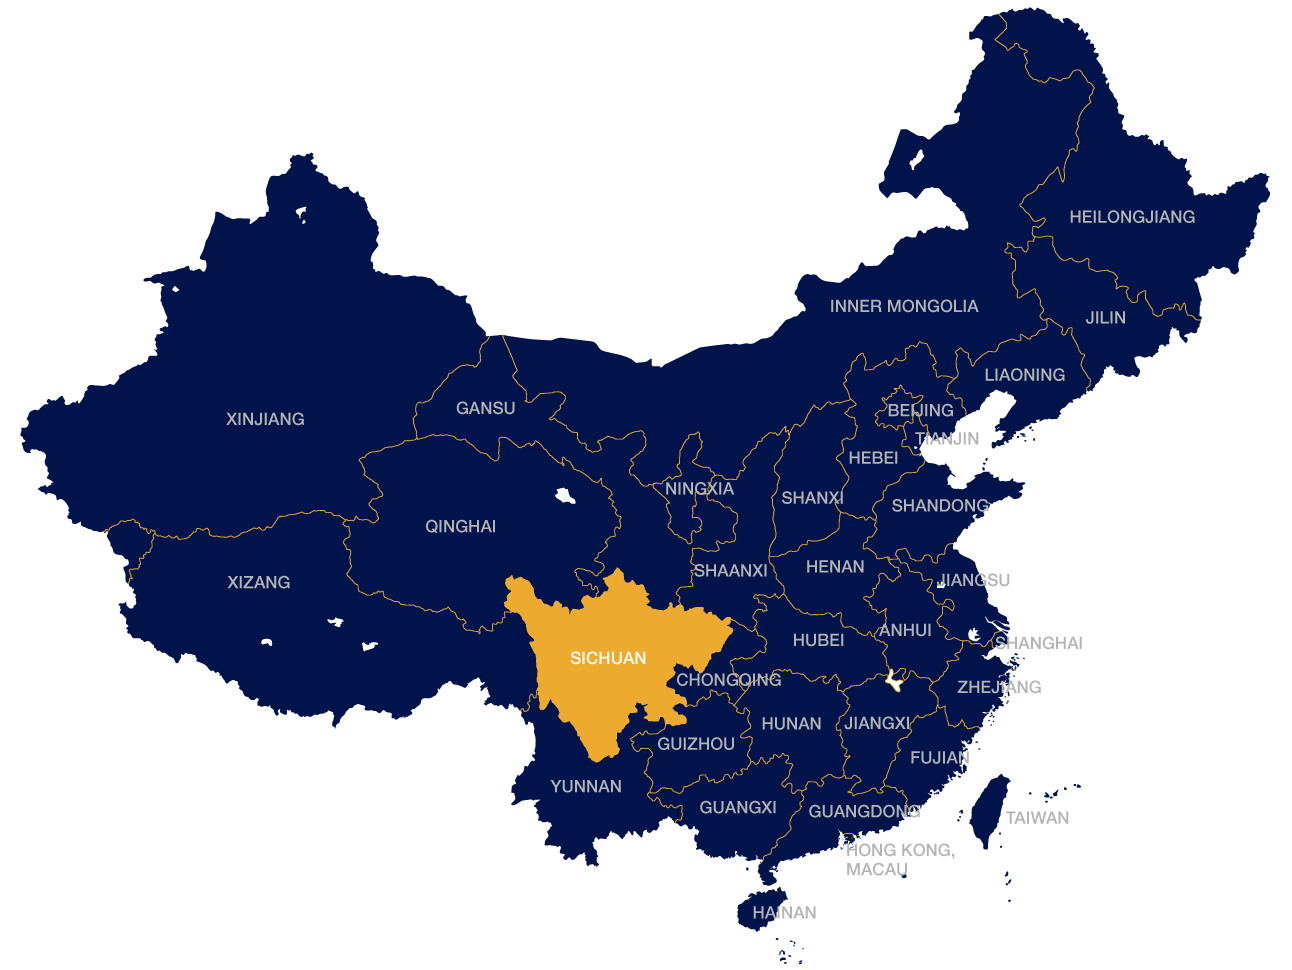 HEILONGJIANG
INNER MONGOLIA
JILIN
LIAONING
GANSU
BEIJING
XINJIANG
TIANJIN
HEBEI
NINGXIA
SHANXI
SHANDONG
QINGHAI
SHAANXI
HENAN
JIANGSU
XIZANG
ANHUI
HUBEI
SHANGHAI
SICHUAN
CHONGQING
ZHEJIANG
HUNAN
JIANGXI
GUIZHOU
FUJIAN
YUNNAN
GUANGXI
GUANGDONG
TAIWAN
HONG KONG,
MACAU
HAINAN